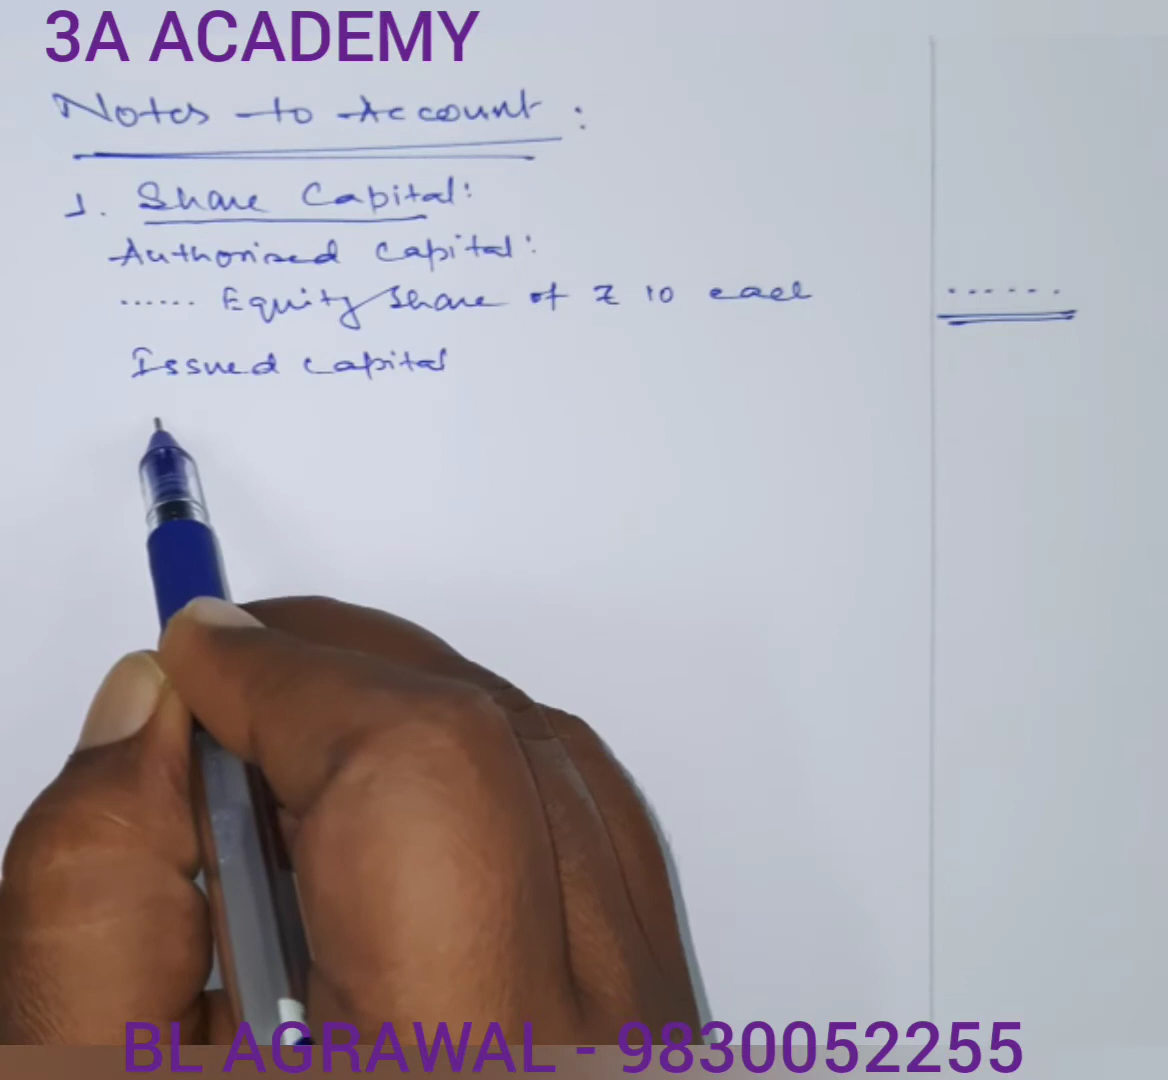 3A ACADEMY
Notes to Account :
1. Share Capital:
Authorised Capital:
...... Equity Share of ₹ 10 each ......
Issued Capital
BL AGRAWAL - 9830052255